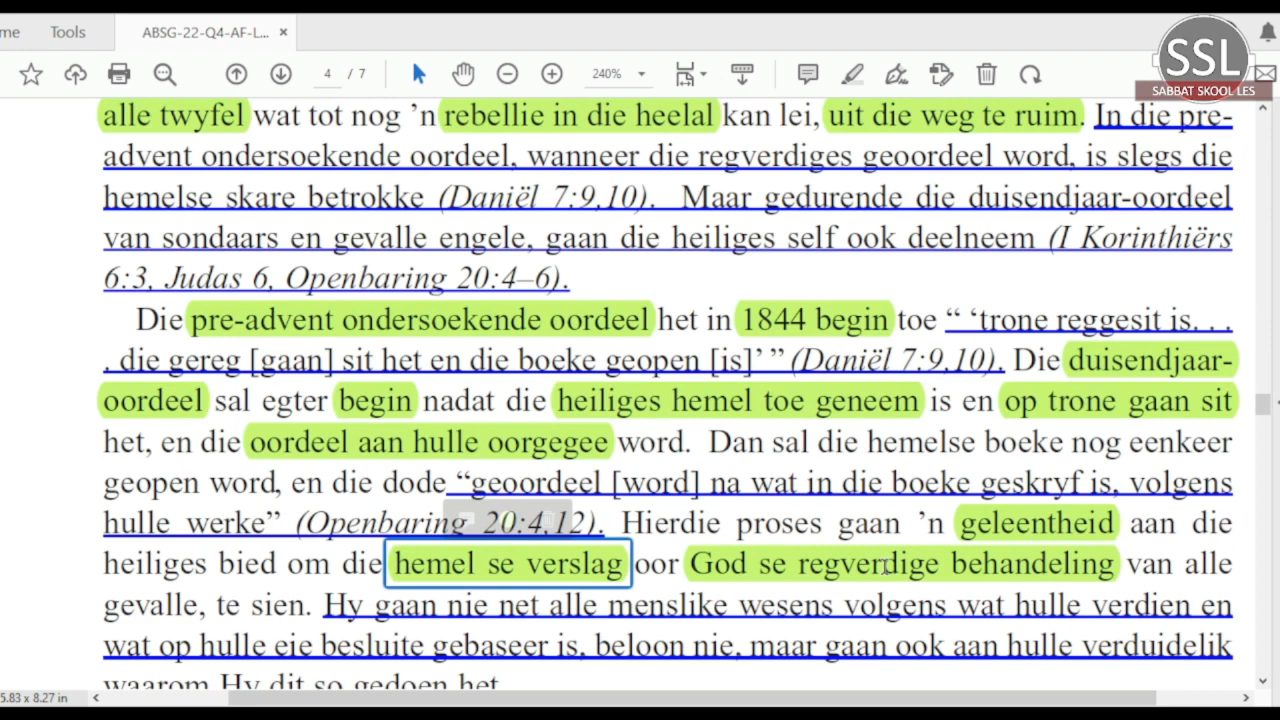 me
Tools
ABSG-22-Q4-AF-L... ×
4 / 7
240%
SSL
SABBAT SKOOL LES
alle twyfel wat tot nog ’n rebellie in die heelal kan lei, uit die weg te ruim. In die pre-
advent ondersoekende oordeel, wanneer die regverdiges geoordeel word, is slegs die
hemelse skare betrokke (Daniël 7:9,10). Maar gedurende die duisendjaar-oordeel
van sondaars en gevalle engele, gaan die heiliges self ook deelneem (I Korinthiërs
6:3, Judas 6, Openbaring 20:4–6).
Die pre-advent ondersoekende oordeel het in 1844 begin toe “ ‘trone reggesit is. . .
. die gereg [gaan] sit het en die boeke geopen [is]’ ” (Daniël 7:9,10). Die duisendjaar-
oordeel sal egter begin nadat die heiliges hemel toe geneem is en op trone gaan sit
het, en die oordeel aan hulle oorgegee word. Dan sal die hemelse boeke nog eenkeer
geopen word, en die dode “geoordeel [word] na wat in die boeke geskryf is, volgens
hulle werke” (Openbaring 20:4,12). Hierdie proses gaan ’n geleentheid aan die
heiliges bied om die hemel se verslag oor God se regverdige behandeling van alle
gevalle, te sien. Hy gaan nie net alle menslike wesens volgens wat hulle verdien en
wat op hulle eie besluite gebaseer is, beloon nie, maar gaan ook aan hulle verduidelik
waarom Hy dit so gedoen het.
5.83 x 8.27 in